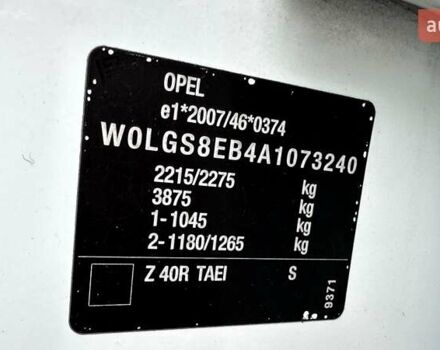 au
OPEL
e1*2007/46*0374
W0LGS8EB4A1073240
2215/2275 kg
3875 kg
1-1045 kg
2-1180/1265 kg
Z 40R TAEI S
9371